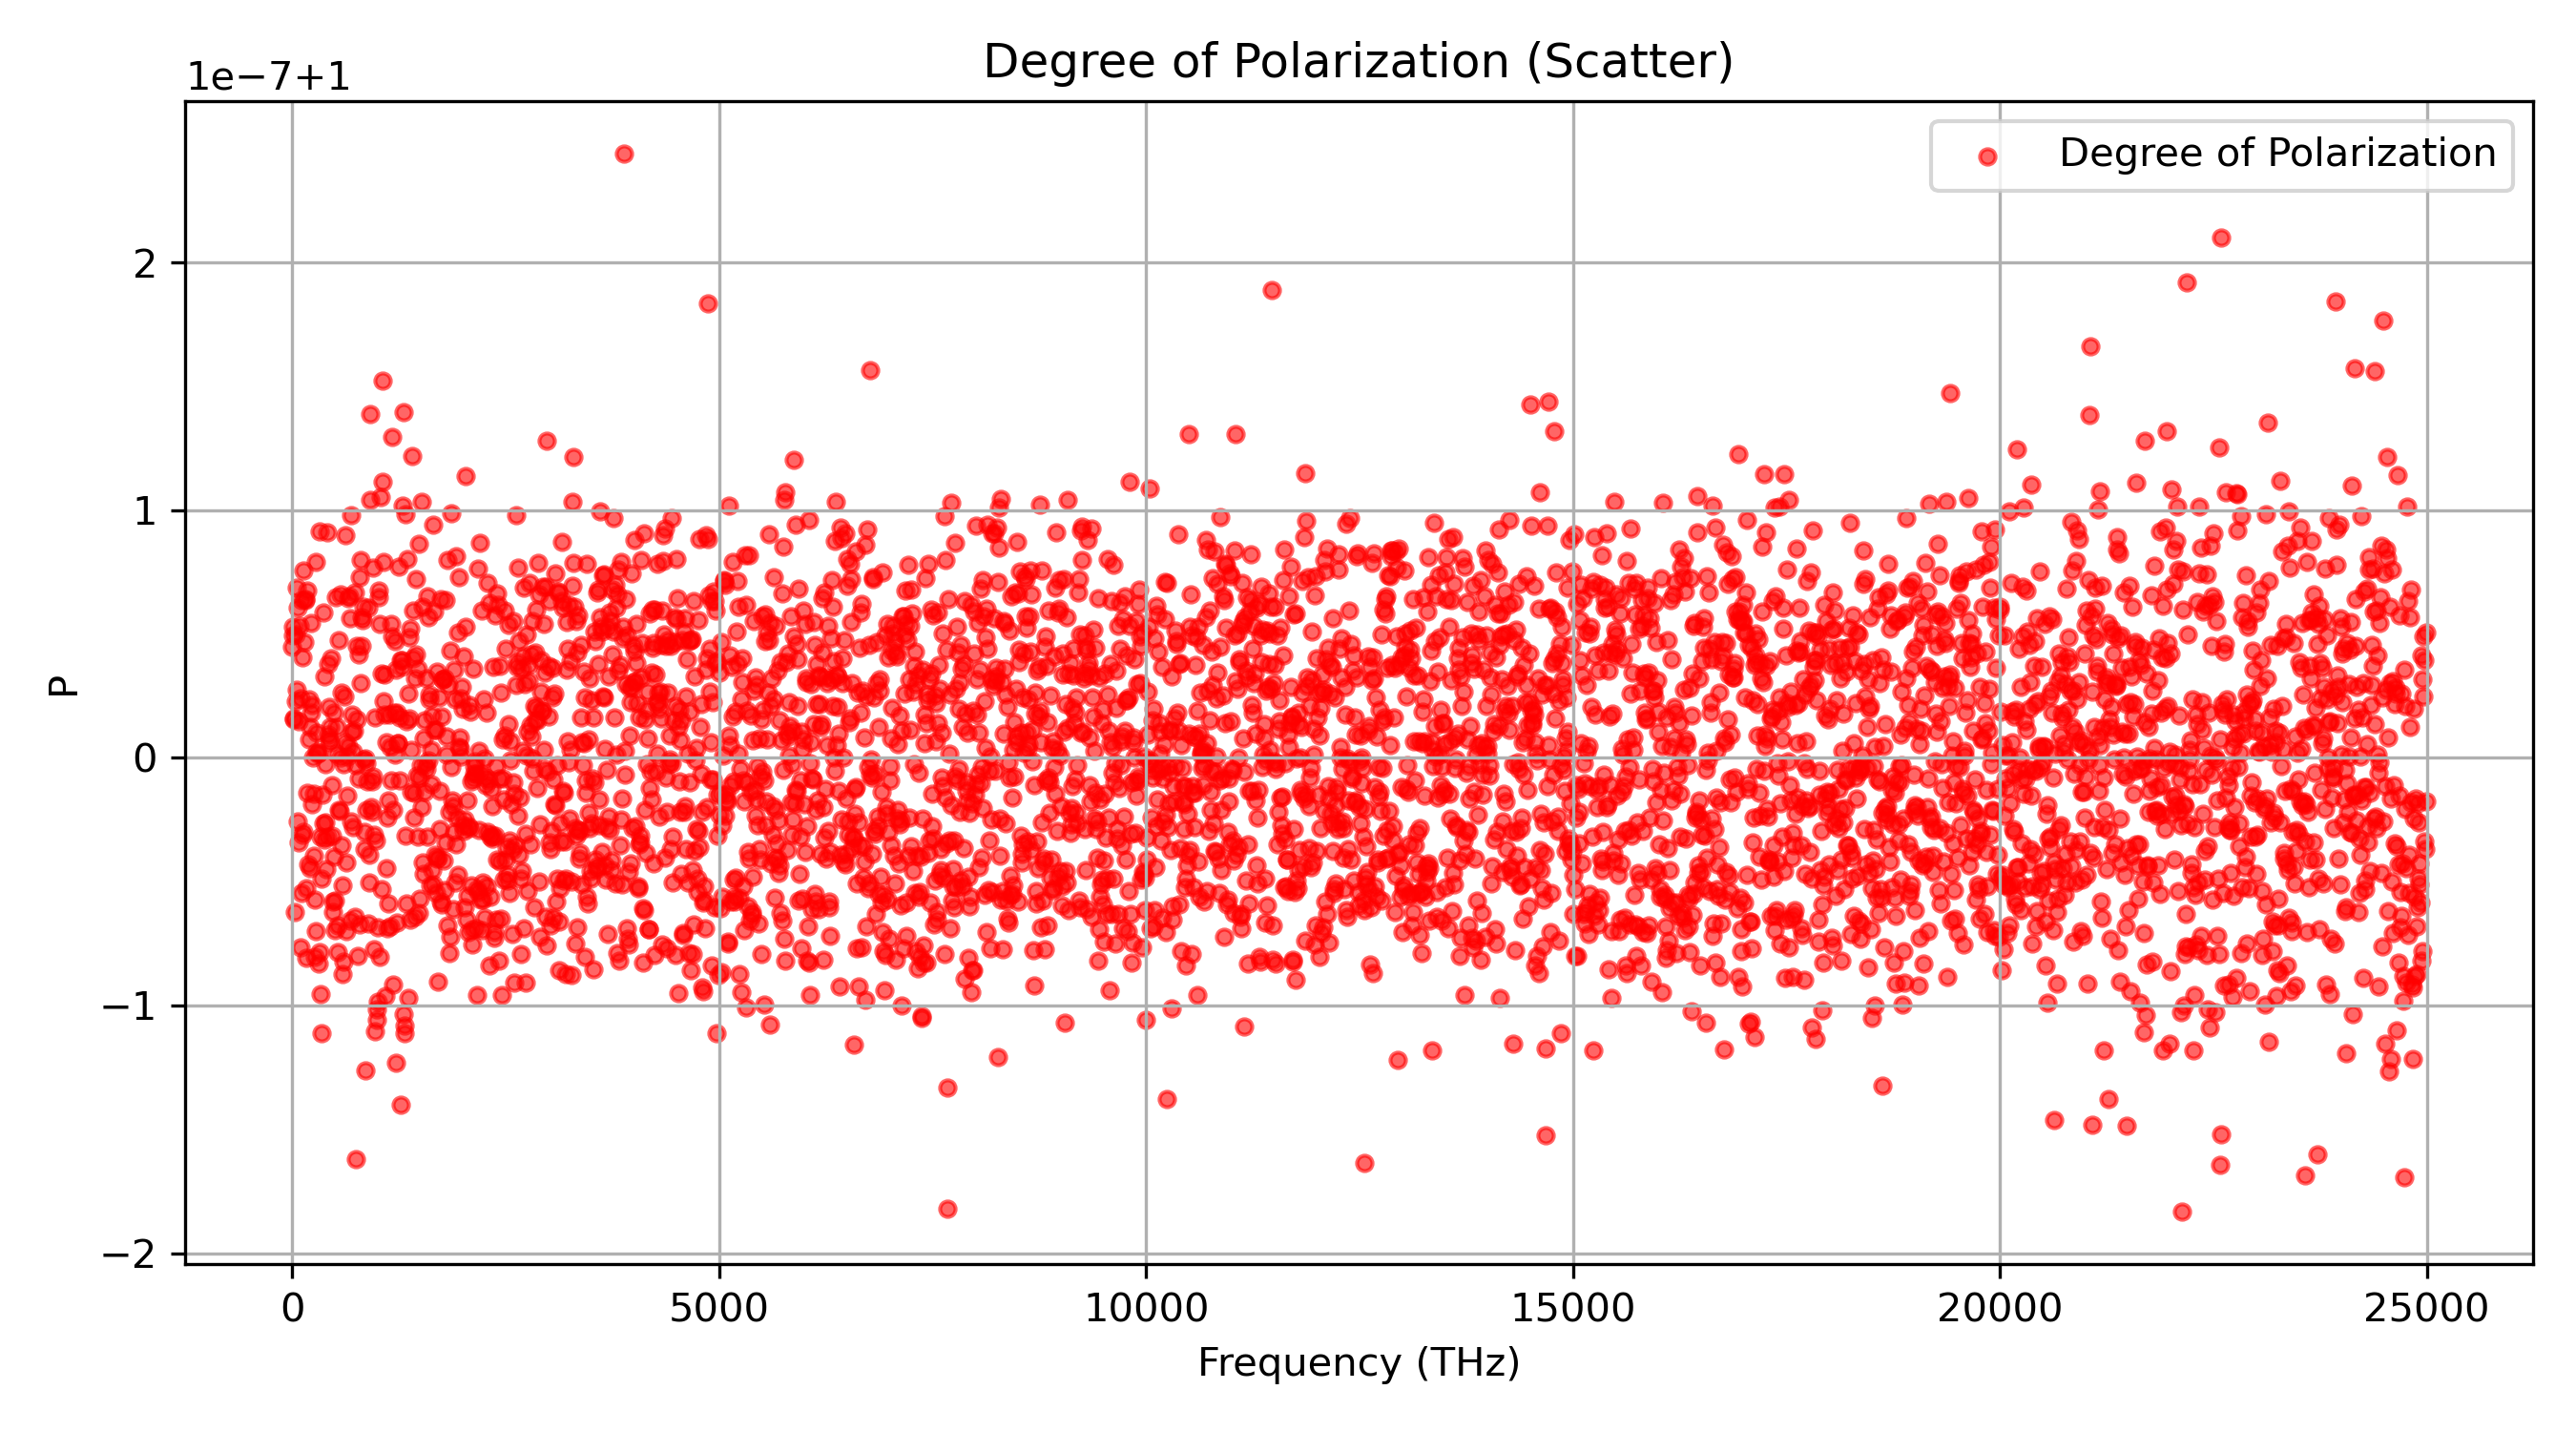 Degree of Polarization (Scatter)
1e−7+1
Degree of Polarization
2
1
0
−1
−2
P
0 5000 10000 15000 20000 25000
Frequency (THz)